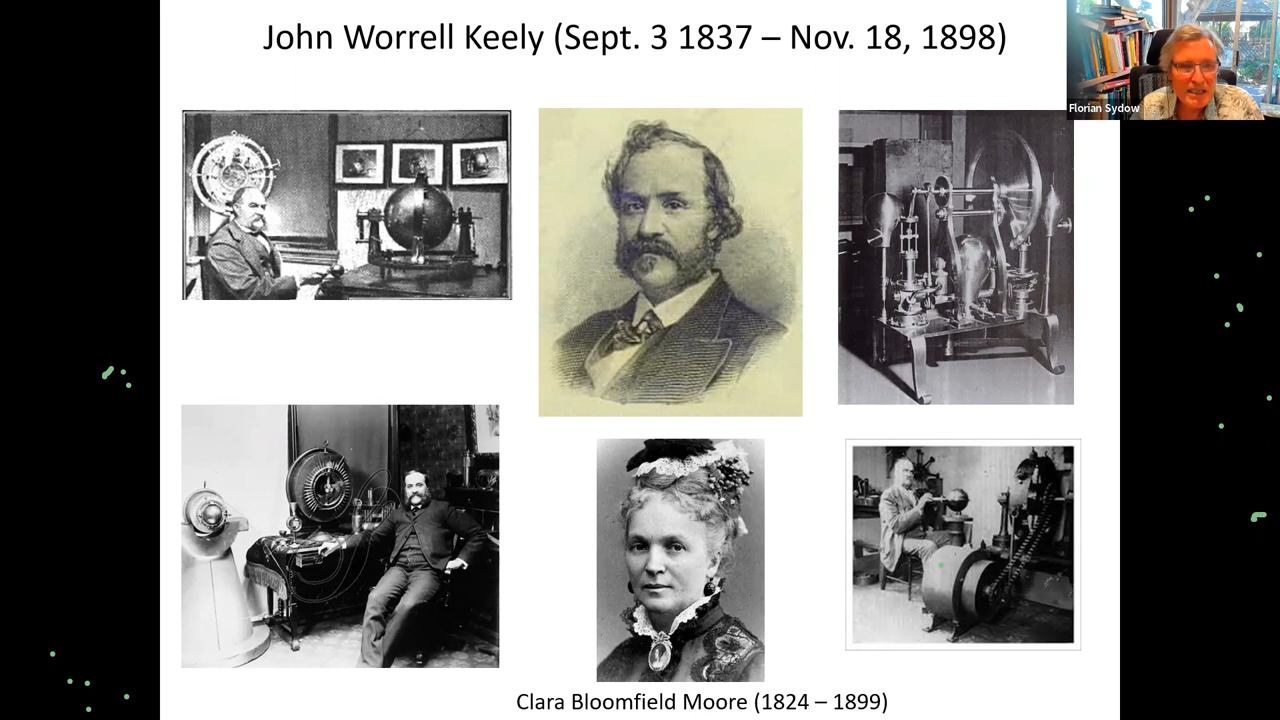 John Worrell Keely (Sept. 3 1837 – Nov. 18, 1898)
Florian Sydow
Clara Bloomfield Moore (1824 – 1899)